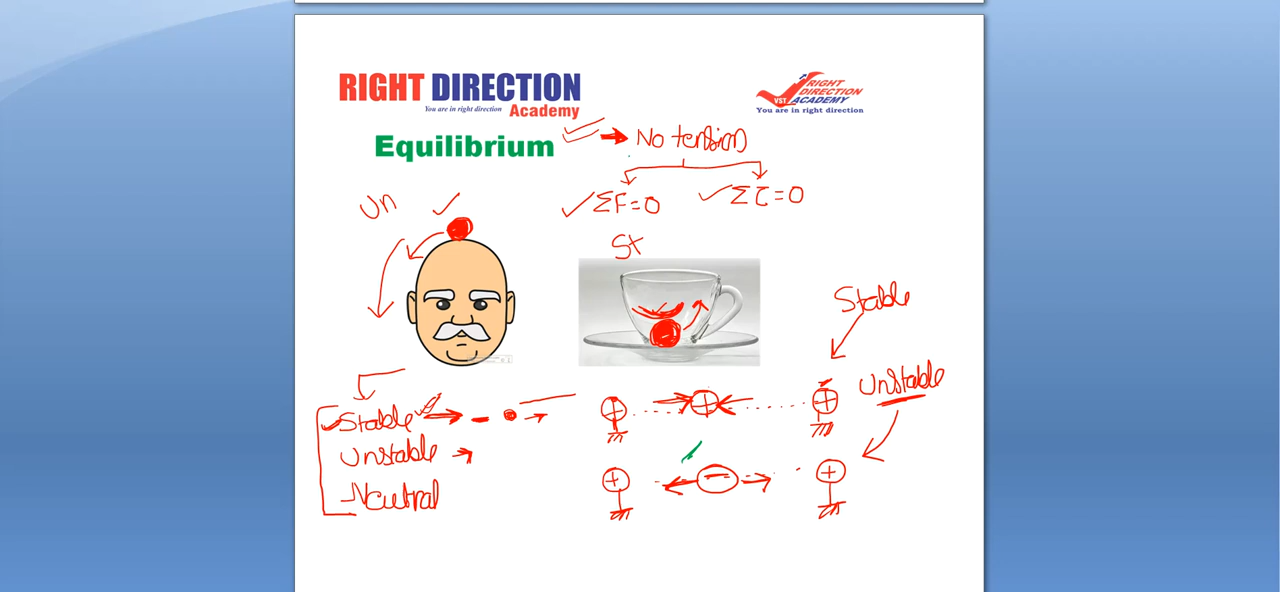 RIGHT DIRECTION
You are in right direction
Academy
RIGHT
DIRECTION
VST ACADEMY
You are in right direction
Equilibrium
No tension
Un
ΣF=0
Στ=0
St
Stable
Unstable
Stable
+ + +
Unstable
+ − +
Neutral